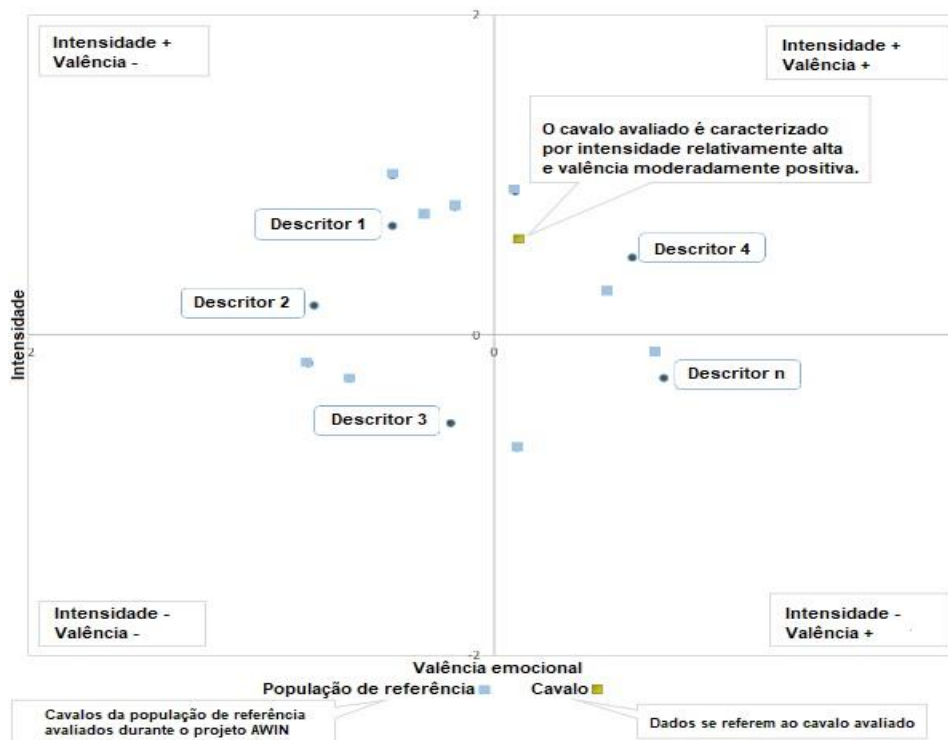 2
Intensidade +
Valência -
Intensidade +
Valência +
O cavalo avaliado é caracterizado
por intensidade relativamente alta
e valência moderadamente positiva.
Descritor 1
Descritor 4
Descritor 2
Intensidade
0
2
0
Descritor n
Descritor 3
Intensidade -
Valência -
Intensidade -
Valência +
-2
Valência emocional
População de referência
Cavalo
Cavalos da população de referência
avaliados durante o projeto AWIN
Dados se referem ao cavalo avaliado